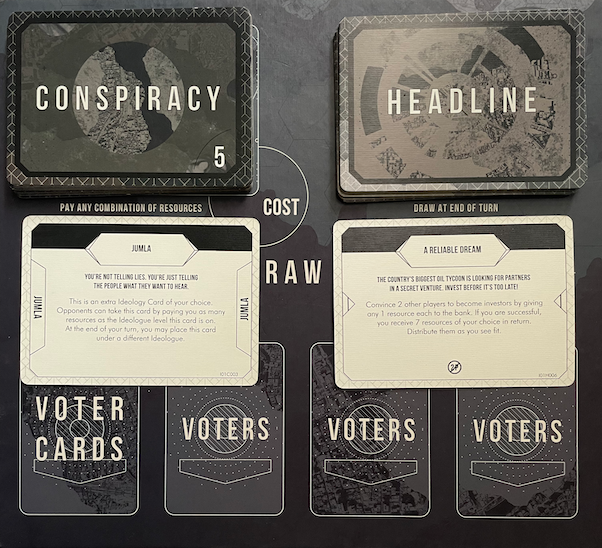 CONSPIRACY
5
HEADLINE
PAY ANY COMBINATION OF RESOURCES
COST
DRAW AT END OF TURN
RAW
JUMLA
YOU'RE NOT TELLING LIES, YOU'RE JUST TELLING
THE PEOPLE WHAT THEY WANT TO HEAR.
JUMLA
JUMLA
This is an extra Ideology Card of your choice.
Opponents can take this card by paying you as many
resources as the Ideologue level this card is on.
At the end of your turn, you may place this card
under a different Ideologue.
A RELIABLE DREAM
THE COUNTRY'S BIGGEST OIL TYCOON IS LOOKING FOR PARTNERS
IN A SECRET VENTURE. INVEST BEFORE IT'S TOO LATE!
Convince 2 other players to become investors by giving
any 1 resource each to the bank. If you are successful,
you receive 7 resources of your choice in return.
Distribute them as you see fit.
VOTER
CARDS
VOTERS
VOTERS
VOTERS